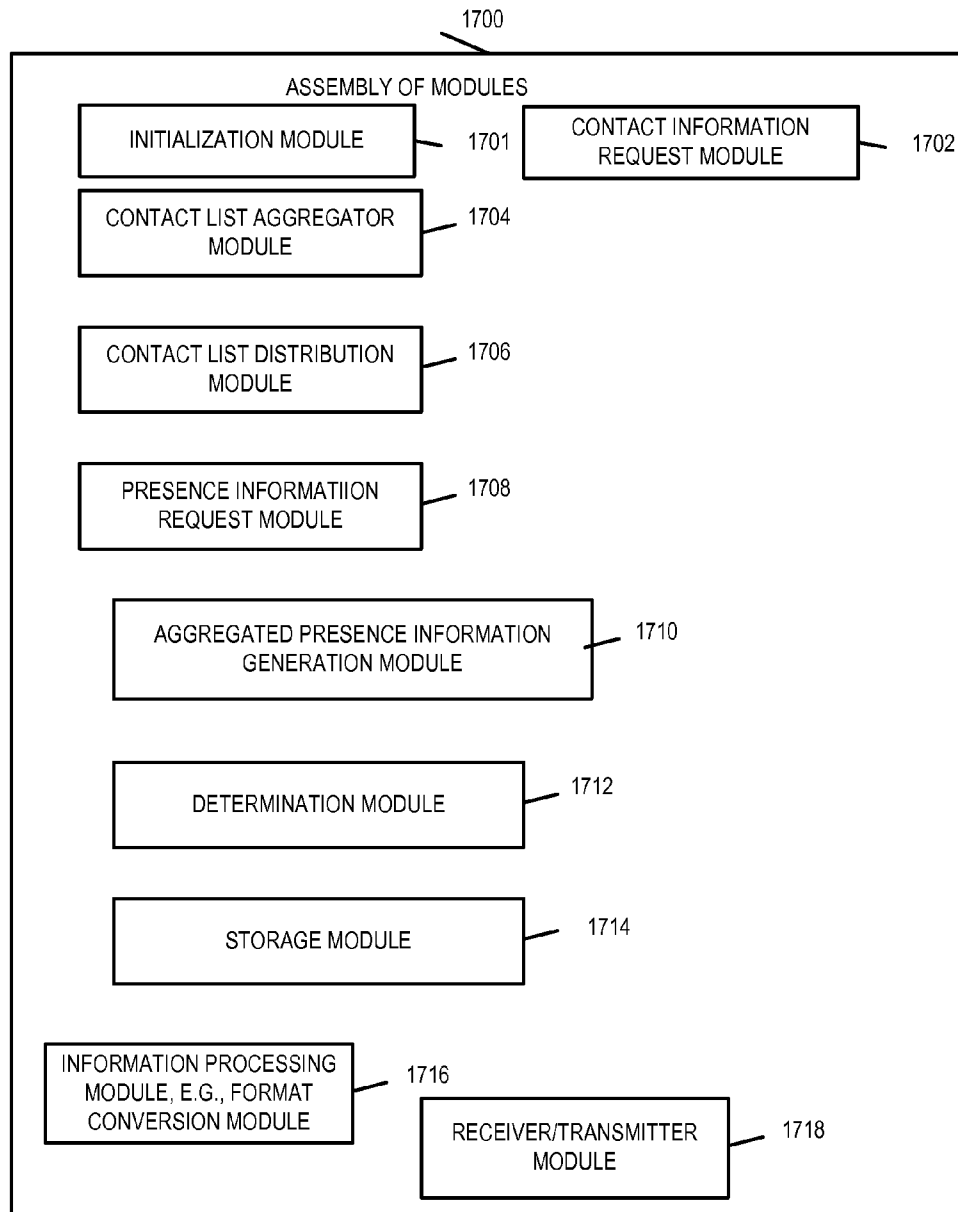 1700
ASSEMBLY OF MODULES
INITIALIZATION MODULE
1701
CONTACT INFORMATION
REQUEST MODULE
1702
CONTACT LIST AGGREGATOR
MODULE
1704
CONTACT LIST DISTRIBUTION
MODULE
1706
PRESENCE INFORMATIION
REQUEST MODULE
1708
AGGREGATED PRESENCE INFORMATION
GENERATION MODULE
1710
DETERMINATION MODULE
1712
STORAGE MODULE
1714
INFORMATION PROCESSING
MODULE, E.G., FORMAT
CONVERSION MODULE
1716
RECEIVER/TRANSMITTER
MODULE
1718